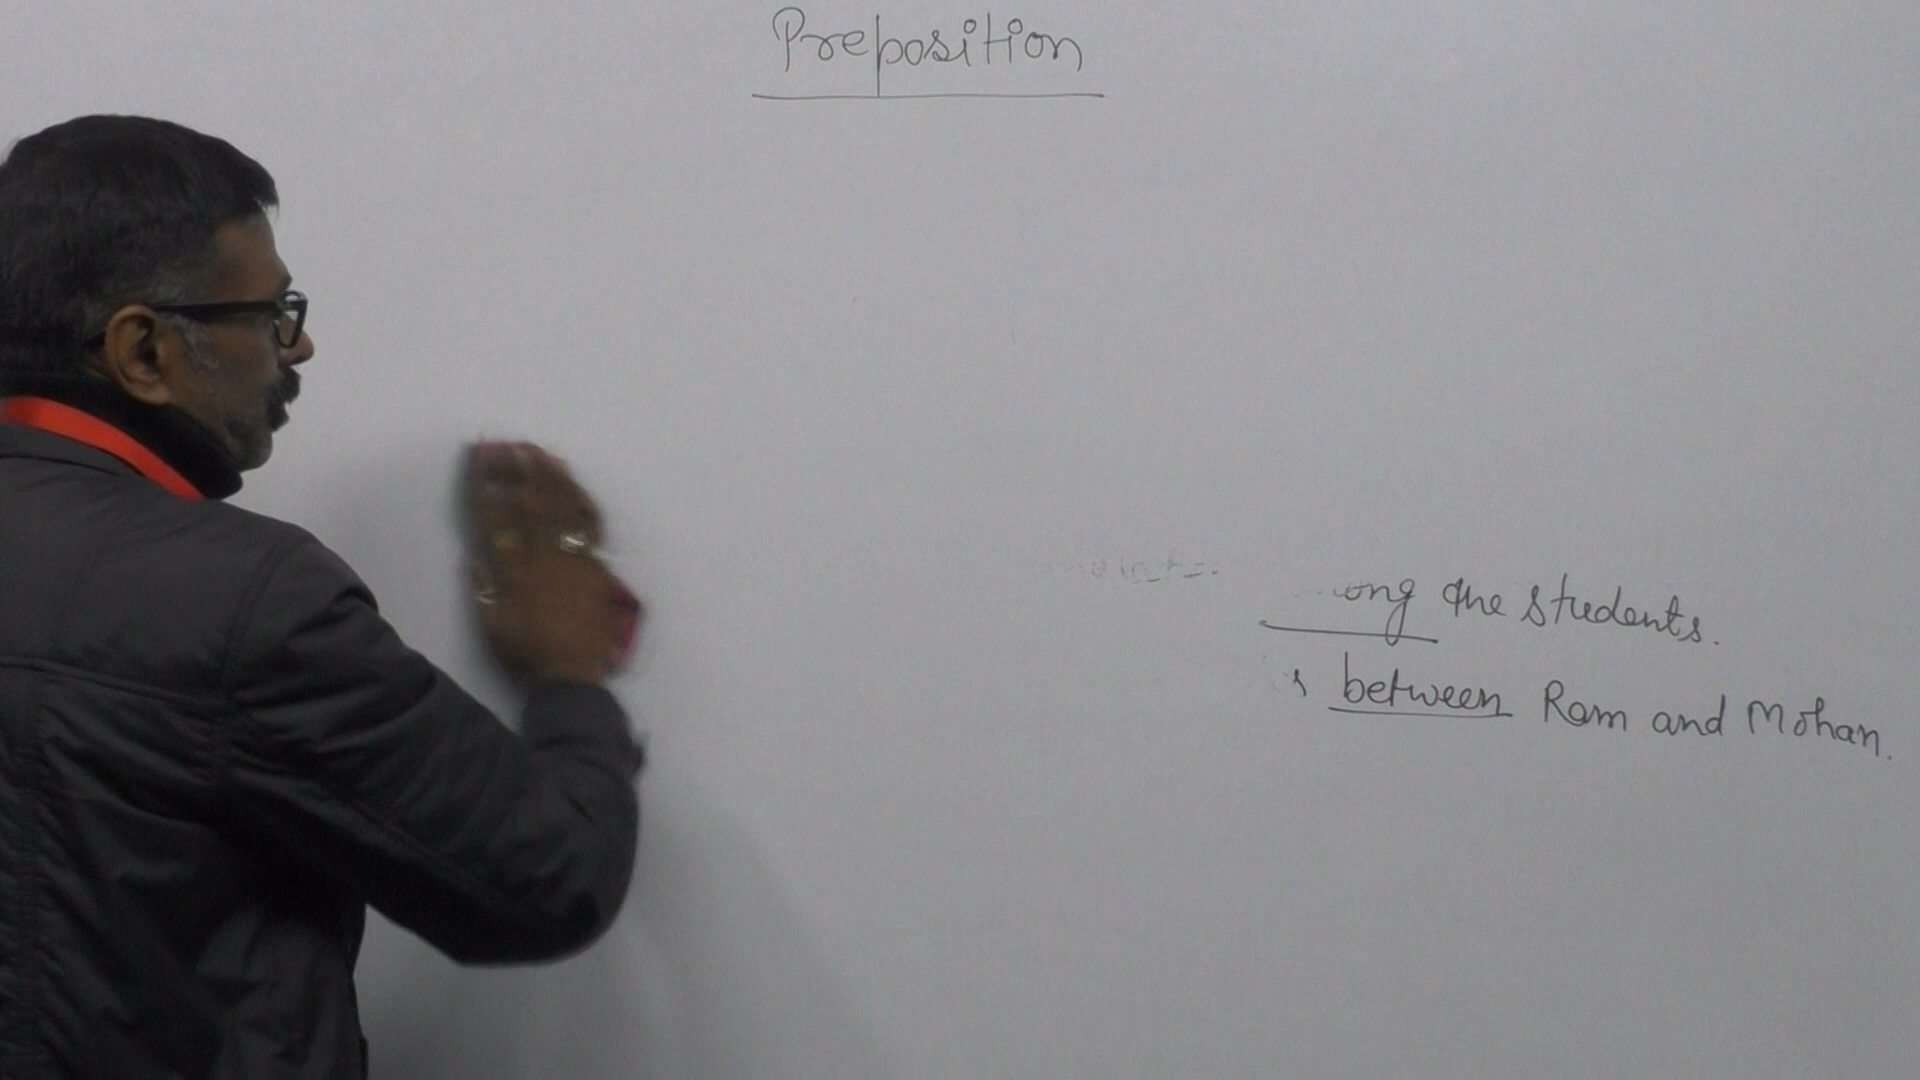 Preposition
ong the students.
between Ram and Mohan.